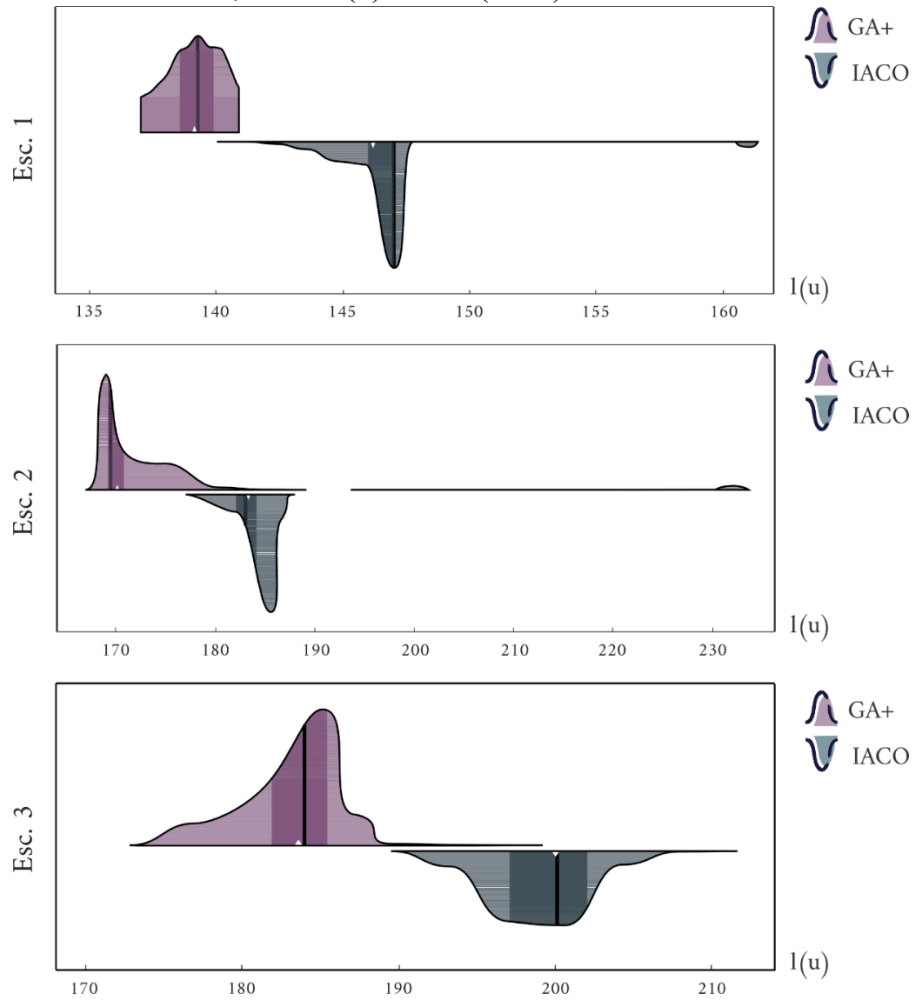 GA+
IACO
Esc. 1
135 140 145 150 155 160
l(u)
GA+
IACO
Esc. 2
170 180 190 200 210 220 230
l(u)
GA+
IACO
Esc. 3
170 180 190 200 210
l(u)